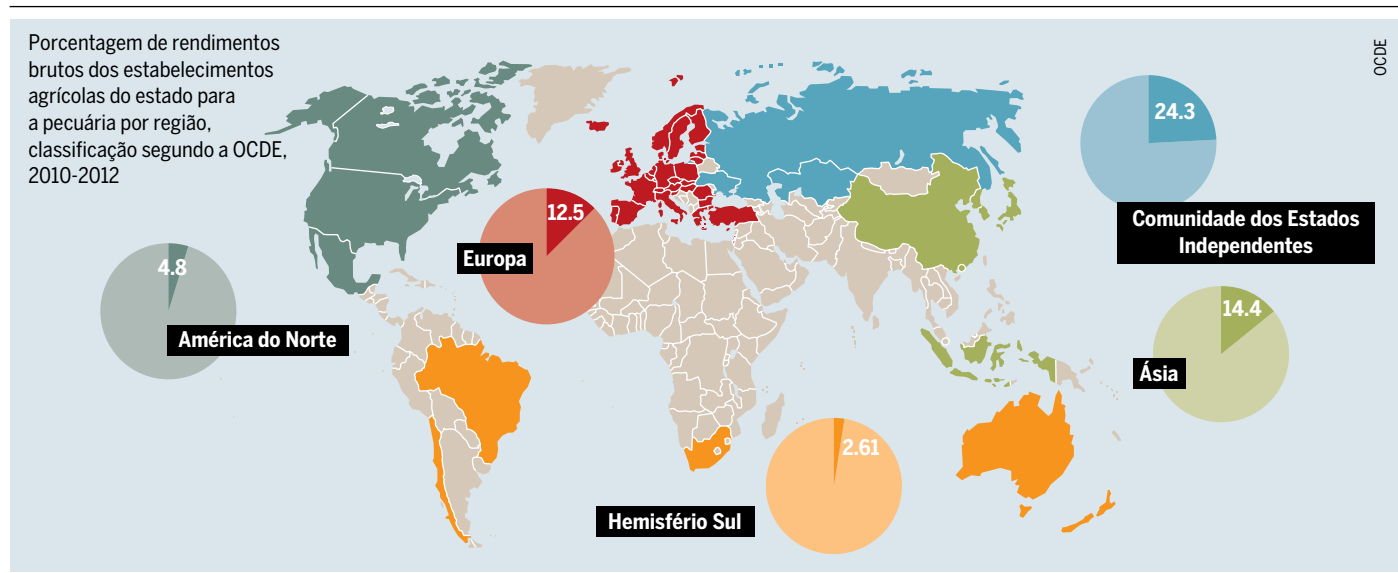 Porcentagem de rendimentos
brutos dos estabelecimentos
agrícolas do estado para
a pecuária por região,
classificação segundo a OCDE,
2010-2012
OCDE
24.3
Comunidade dos Estados
Independentes
12.5
Europa
4.8
América do Norte
14.4
Ásia
2.61
Hemisfério Sul